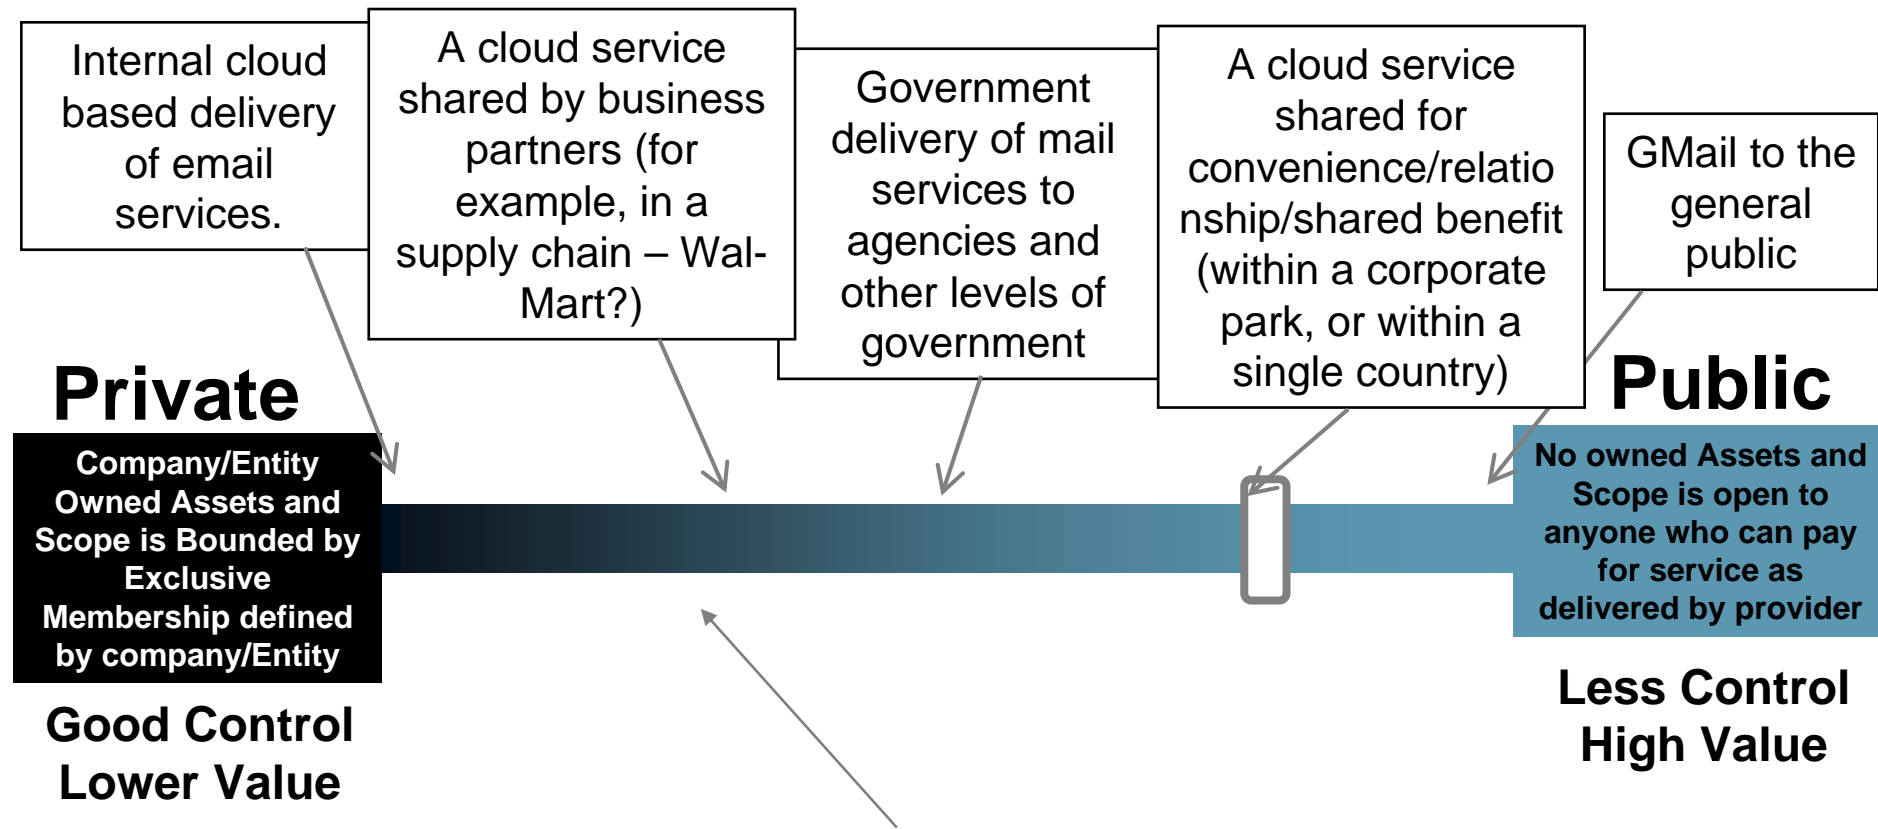 Internal cloud
based delivery
of email
services.
A cloud service
shared by business
partners (for
example, in a
supply chain – Wal-
Mart?)
Government
delivery of mail
services to
agencies and
other levels of
government
A cloud service
shared for
convenience/relatio
nship/shared benefit
(within a corporate
park, or within a
single country)
GMail to the
general
public
Private
Public
Company/Entity
Owned Assets and
Scope is Bounded by
Exclusive
Membership defined
by company/Entity
No owned Assets and
Scope is open to
anyone who can pay
for service as
delivered by provider
Good Control
Lower Value
Less Control
High Value